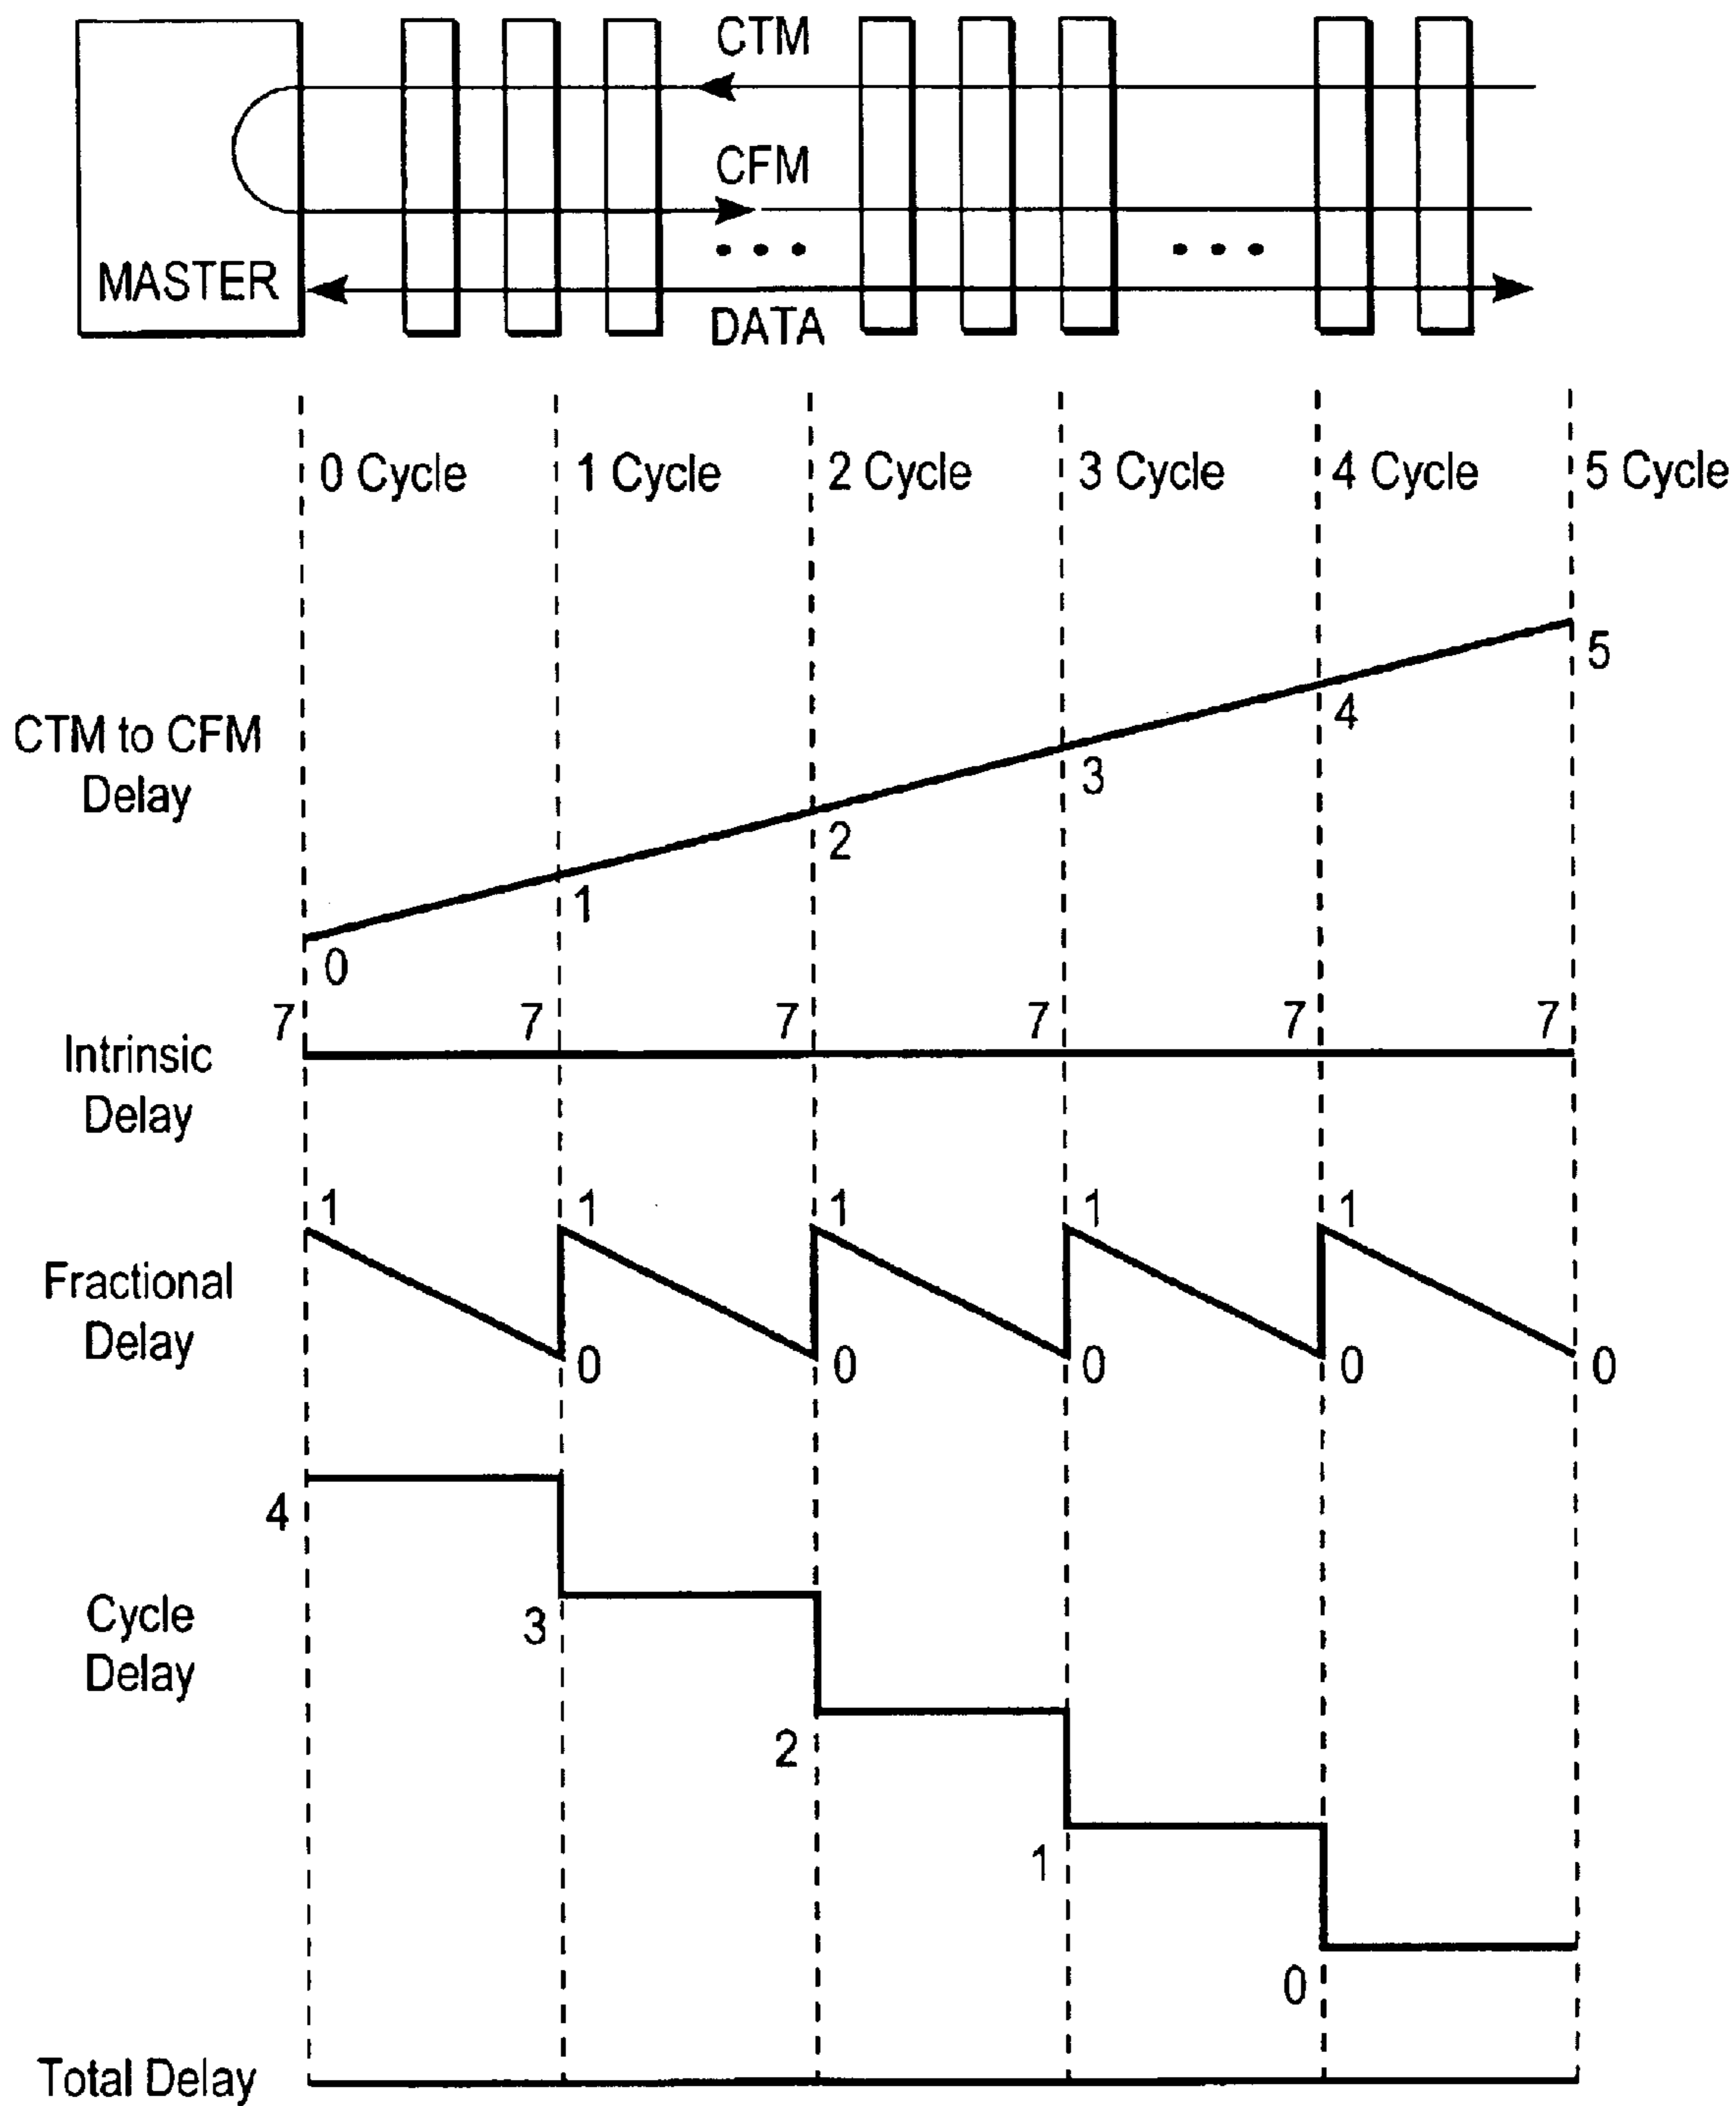 CTM
CFM
• • •
• • •
MASTER
DATA
0 Cycle
1 Cycle
2 Cycle
3 Cycle
4 Cycle
5 Cycle
CTM to CFM
Delay
0
1
2
3
4
5
Intrinsic
Delay
7
7
7
7
7
7
Fractional
Delay
1
1
1
1
1
0
0
0
0
0
Cycle
Delay
4
3
2
1
0
Total Delay